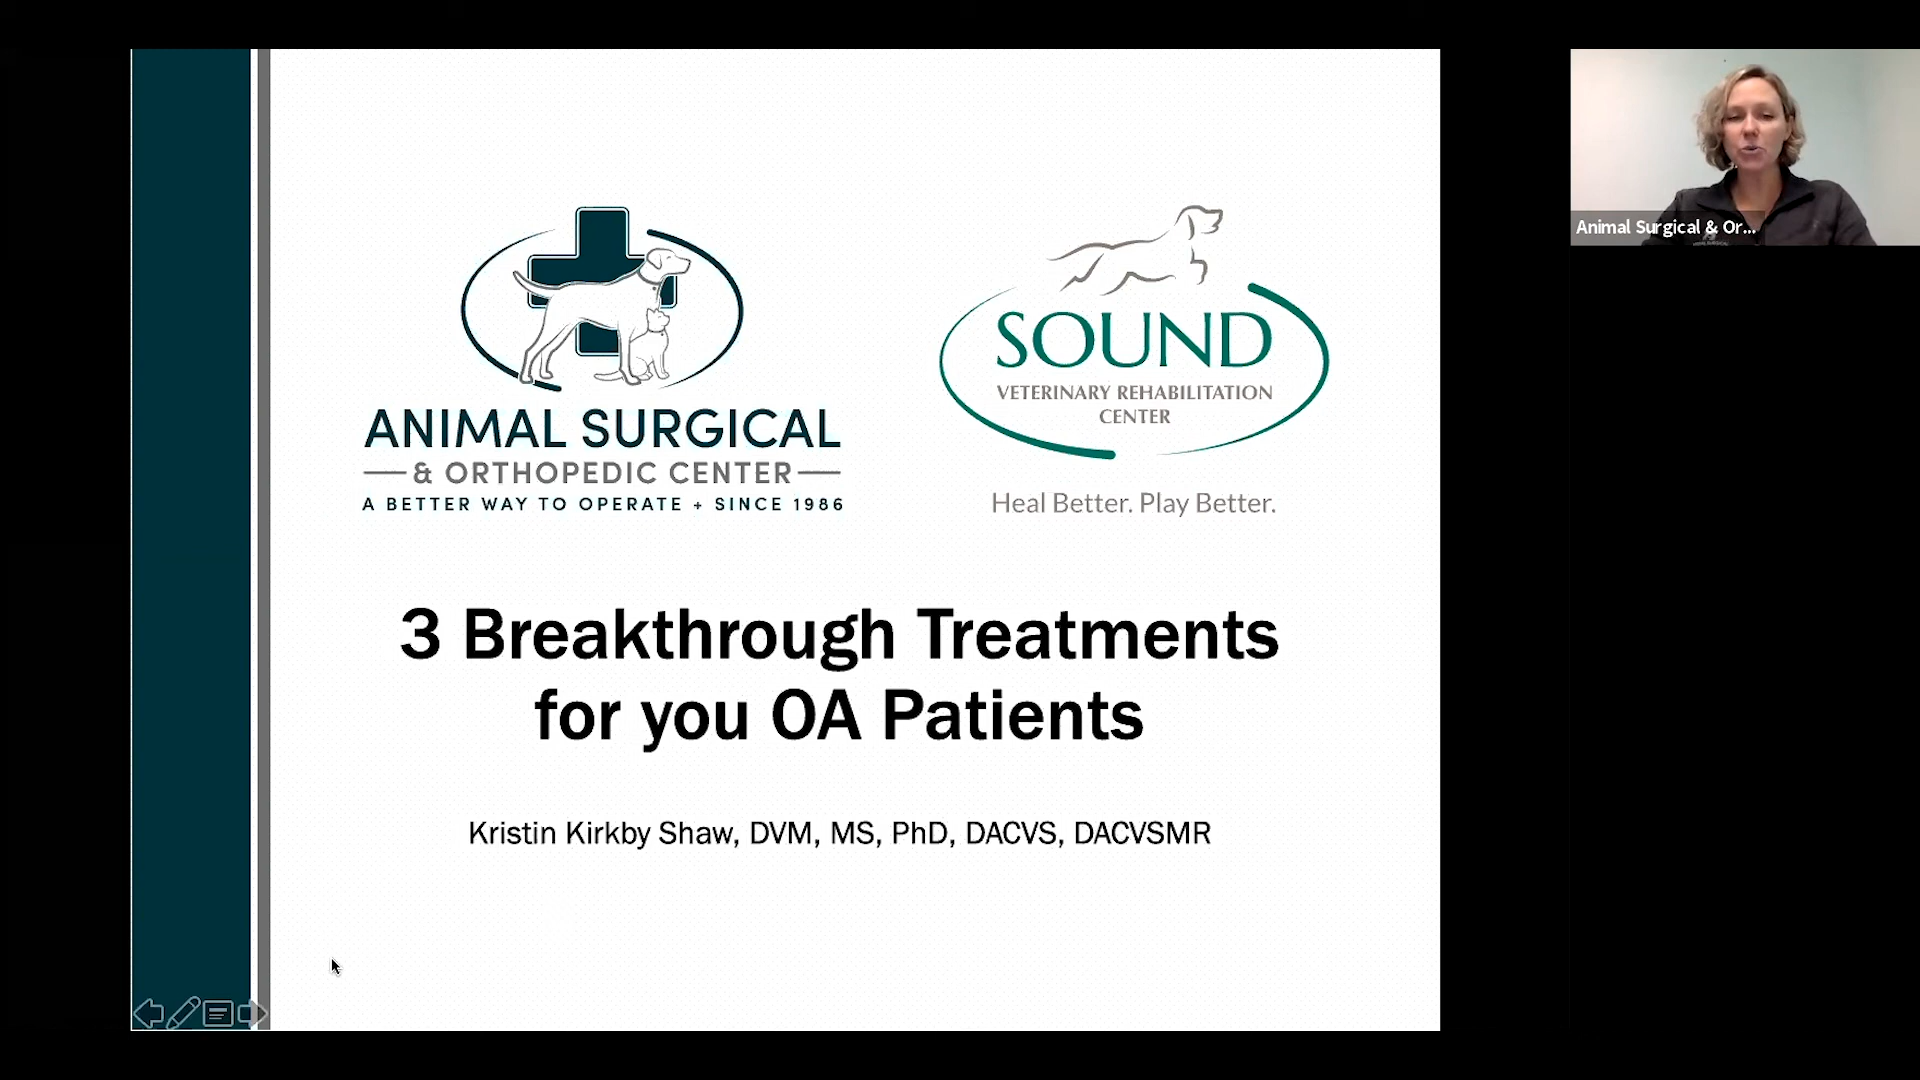 ANIMAL SURGICAL
& ORTHOPEDIC CENTER
A BETTER WAY TO OPERATE + SINCE 1986
SOUND
VETERINARY REHABILITATION
CENTER
Heal Better. Play Better.
3 Breakthrough Treatments
for you OA Patients
Kristin Kirkby Shaw, DVM, MS, PhD, DACVS, DACVSMR
Animal Surgical & Or...